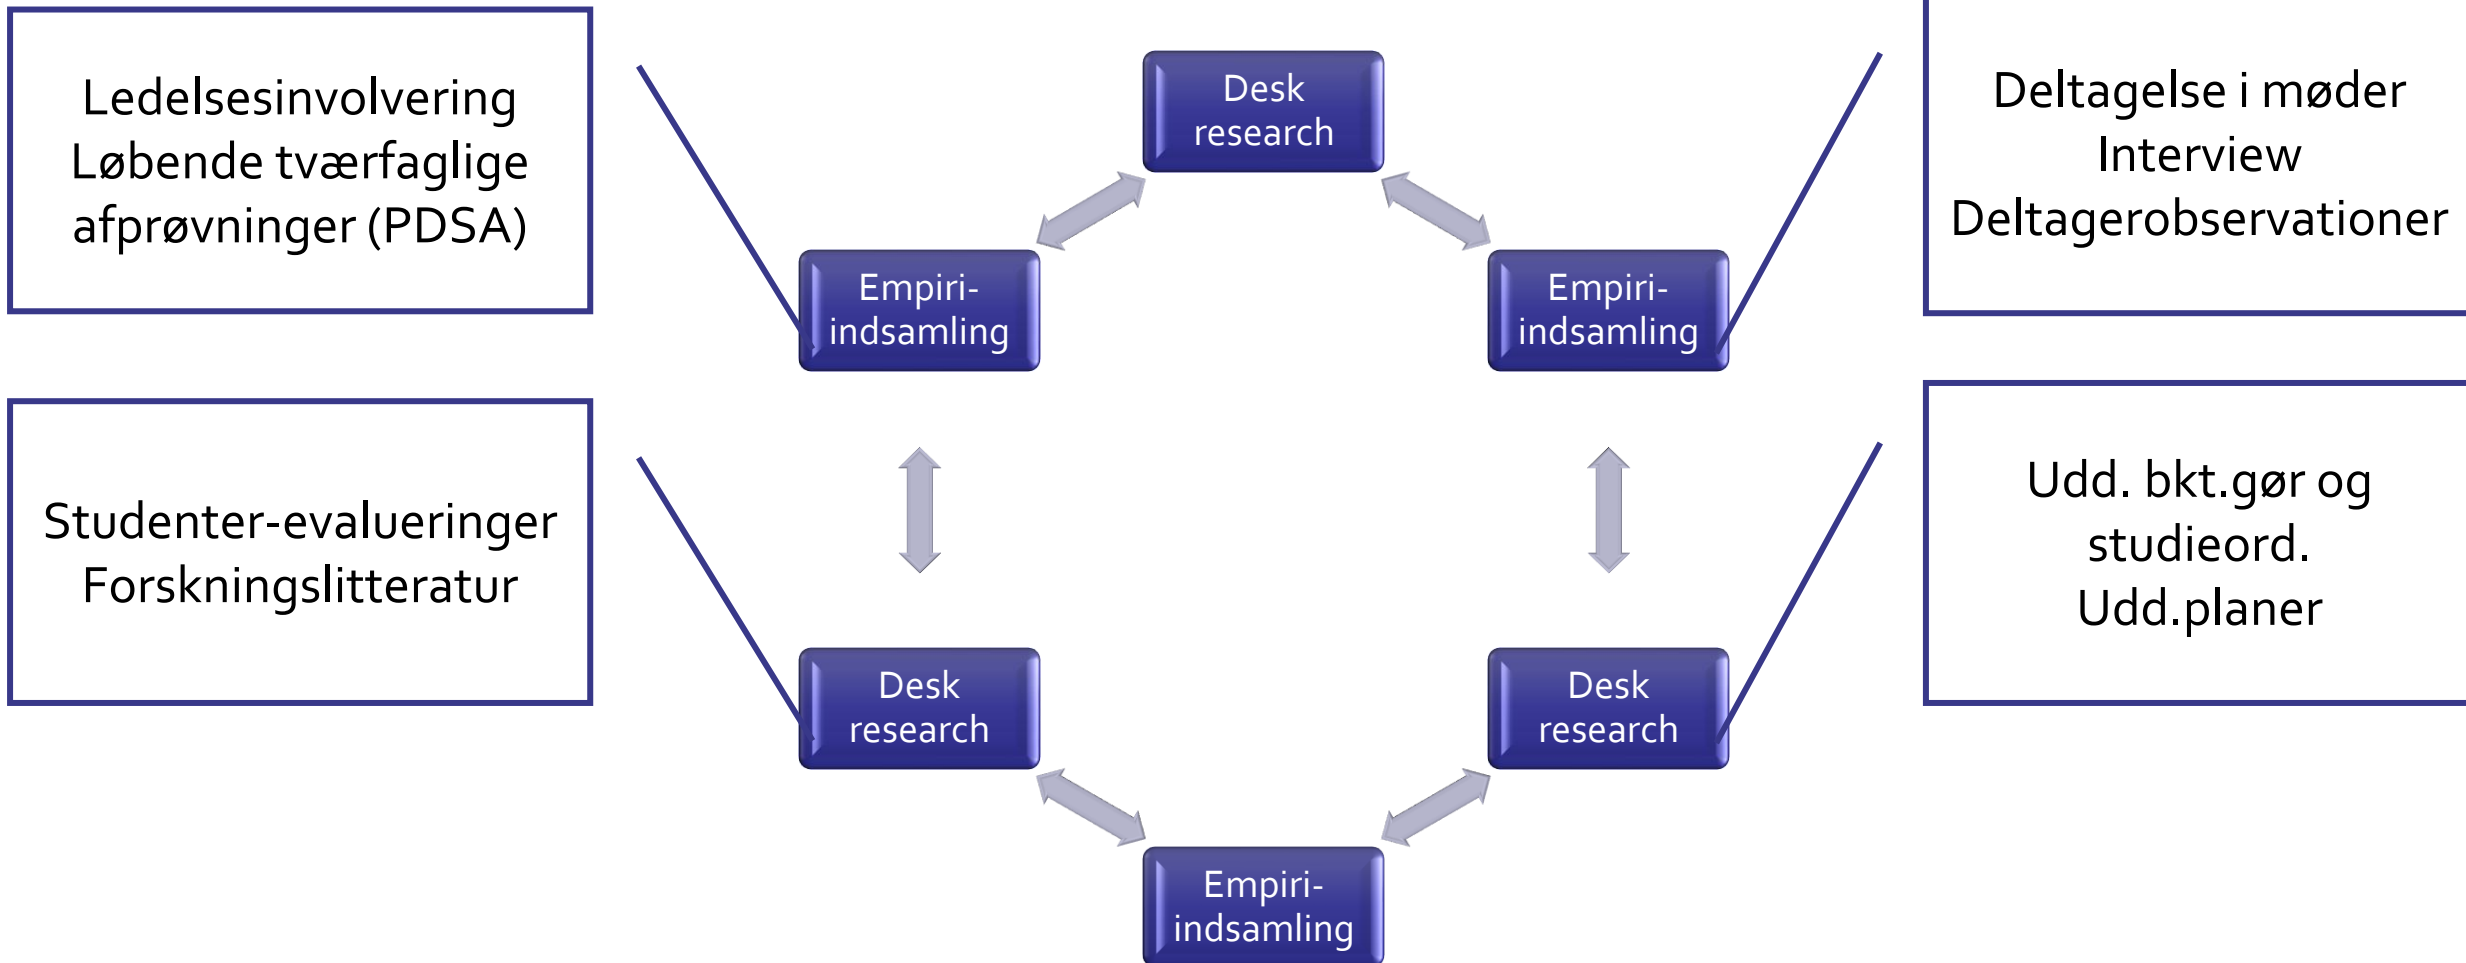 Ledelsesinvolvering
Løbende tværfaglige
afprøvninger (PDSA)
Desk
research
Deltagelse i møder
Interview
Deltagerobservationer
Empiri-
indsamling
Empiri-
indsamling
Studenter-evalueringer
Forskningslitteratur
Udd. bkt.gør og
studieord.
Udd.planer
Desk
research
Desk
research
Empiri-
indsamling